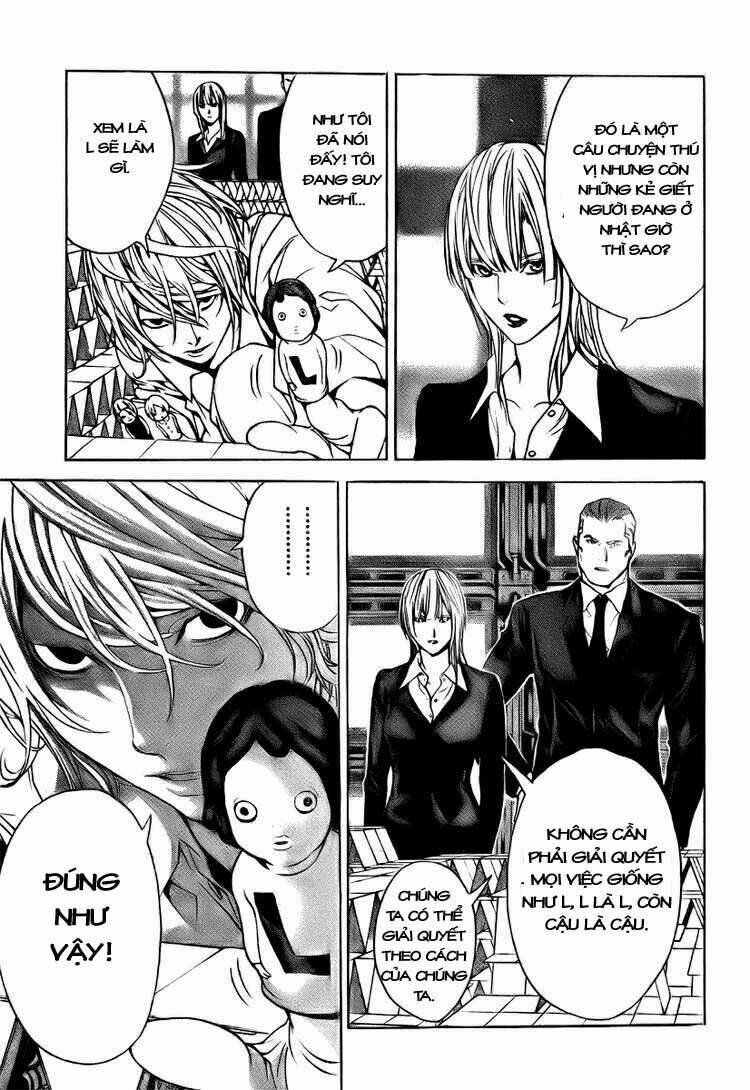 ĐÓ LÀ MỘT
CÂU CHUYỆN THÚ
VỊ NHƯNG CÒN
NHỮNG KẺ GIẾT
NGƯỜI ĐANG Ở
NHẬT GIỜ
THÌ SAO?
NHƯ TÔI
ĐÃ NÓI
ĐẤY! TÔI
ĐANG SUY
NGHĨ...
XEM LÀ
L SẼ LÀM
GÌ.
L
KHÔNG CẦN
PHẢI GIẢI QUYẾT
MỌI VIỆC GIỐNG
NHƯ L, L LÀ L, CÒN
CẬU LÀ CẬU.
CHÚNG
TA CÓ THỂ
GIẢI QUYẾT
THEO CÁCH
CỦA CHÚNG
TA.
ĐÚNG
NHƯ
VẬY!
L